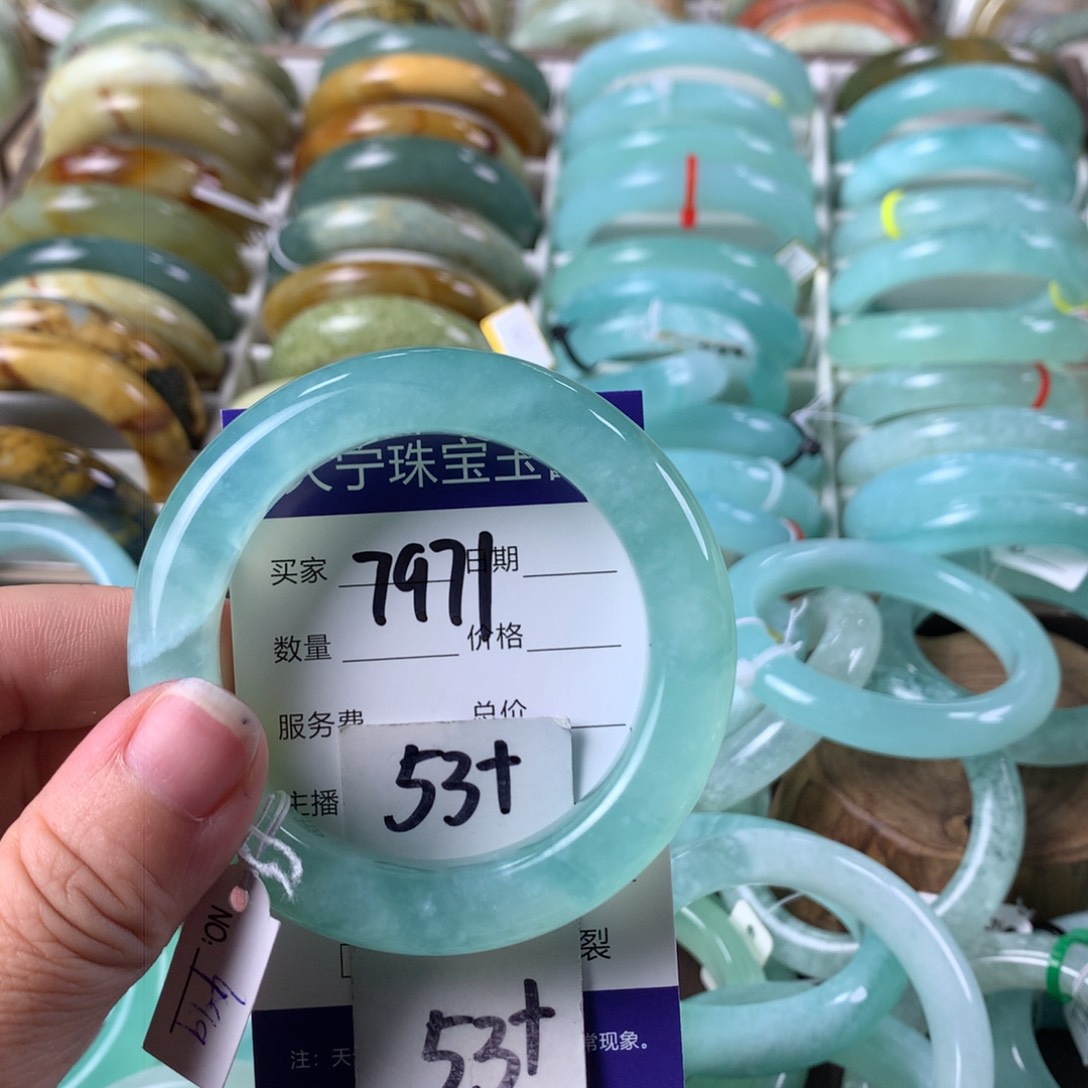 宁珠宝玉
买家 7971 日期
数量 价格
服务费 总价
主播 53+
裂
53+
注：天 常现象。
NO: